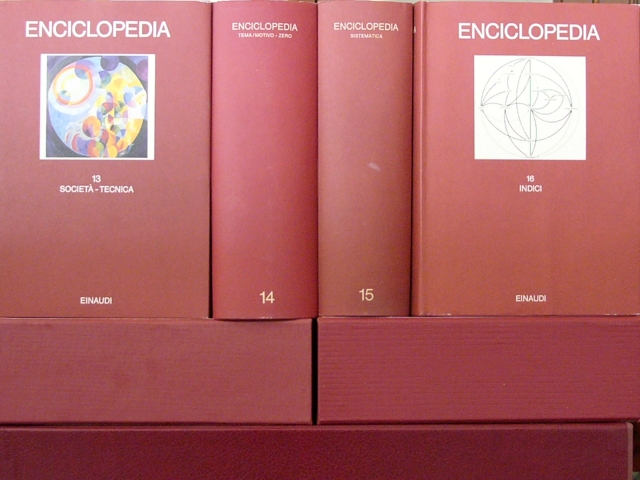 ENCICLOPEDIA
13
SOCIETÀ - TECNICA
EINAUDI
ENCICLOPEDIA
TEMA/MOTIVO - ZERO
14
ENCICLOPEDIA
SISTEMATICA
15
ENCICLOPEDIA
16
INDICI
EINAUDI